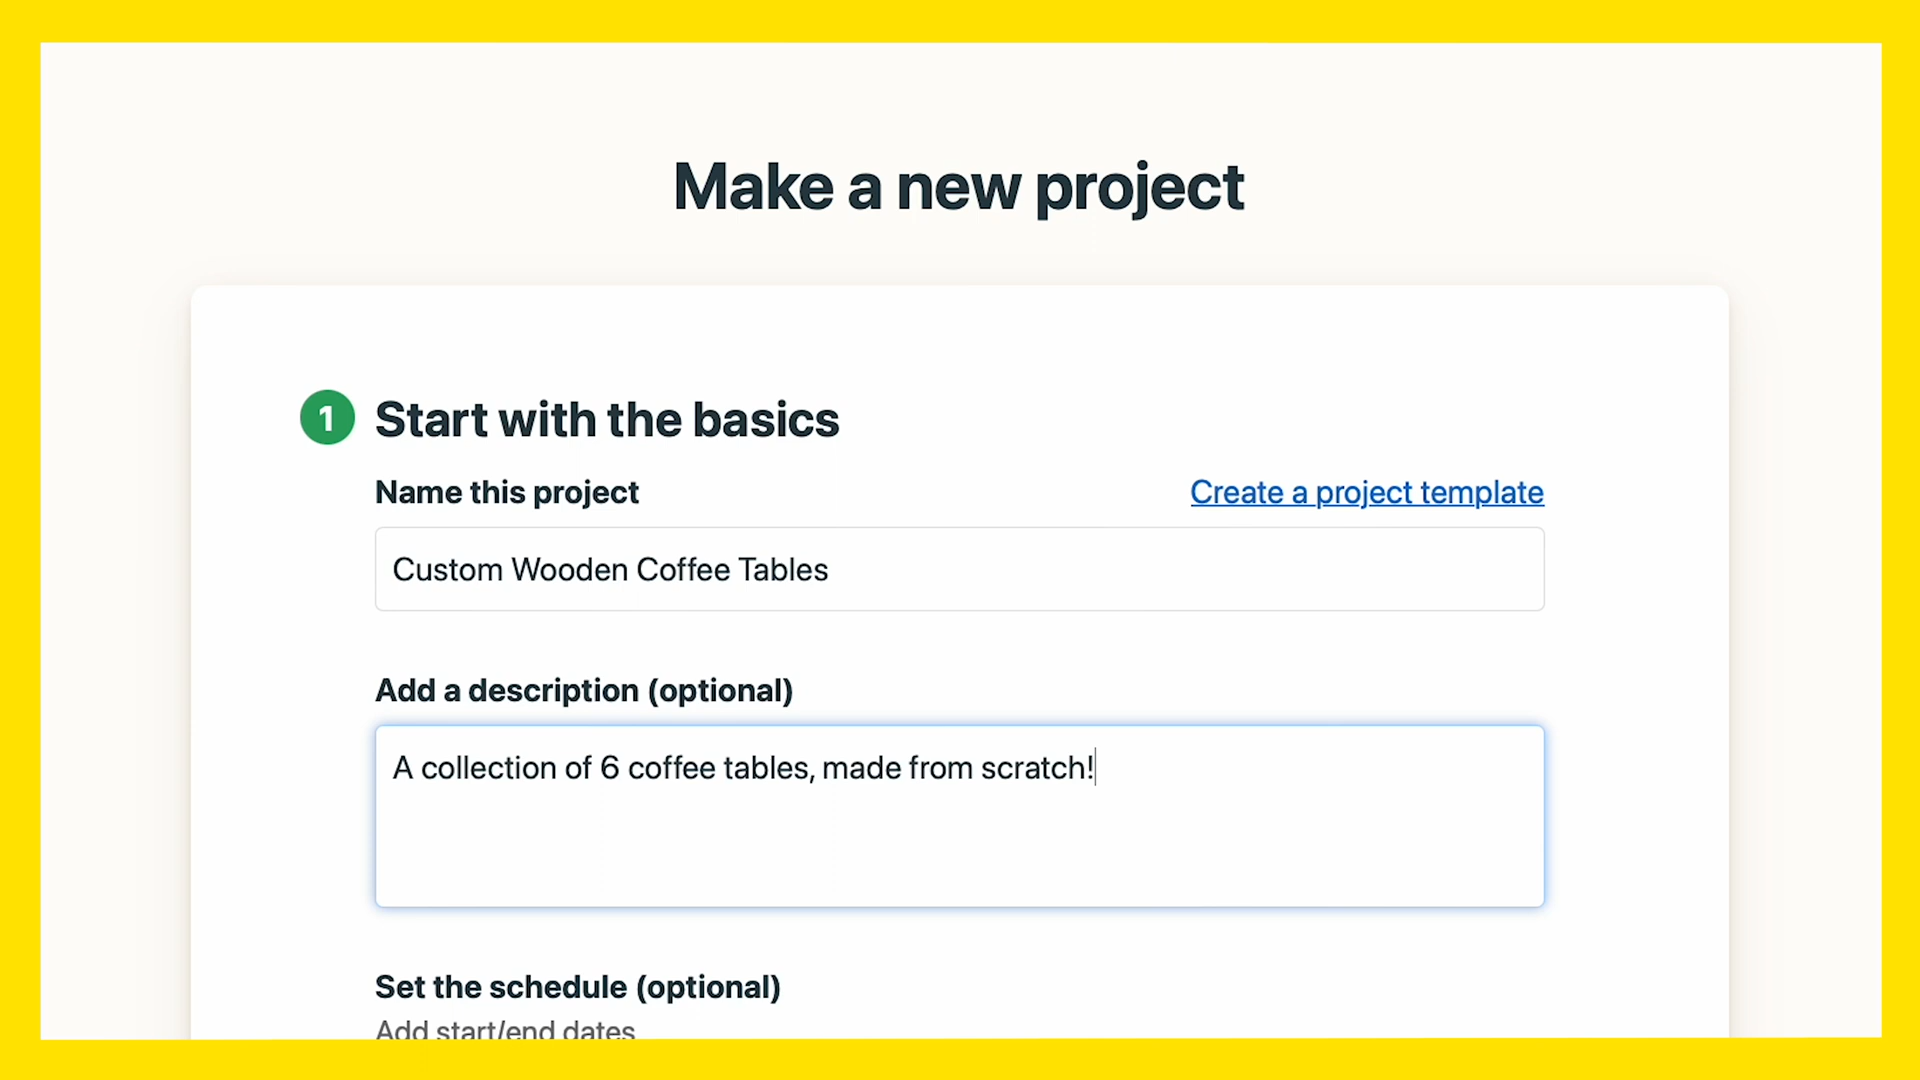 Make a new project
1 Start with the basics
Name this project
Create a project template
Custom Wooden Coffee Tables
Add a description (optional)
A collection of 6 coffee tables, made from scratch!
Set the schedule (optional)
Add start/end dates